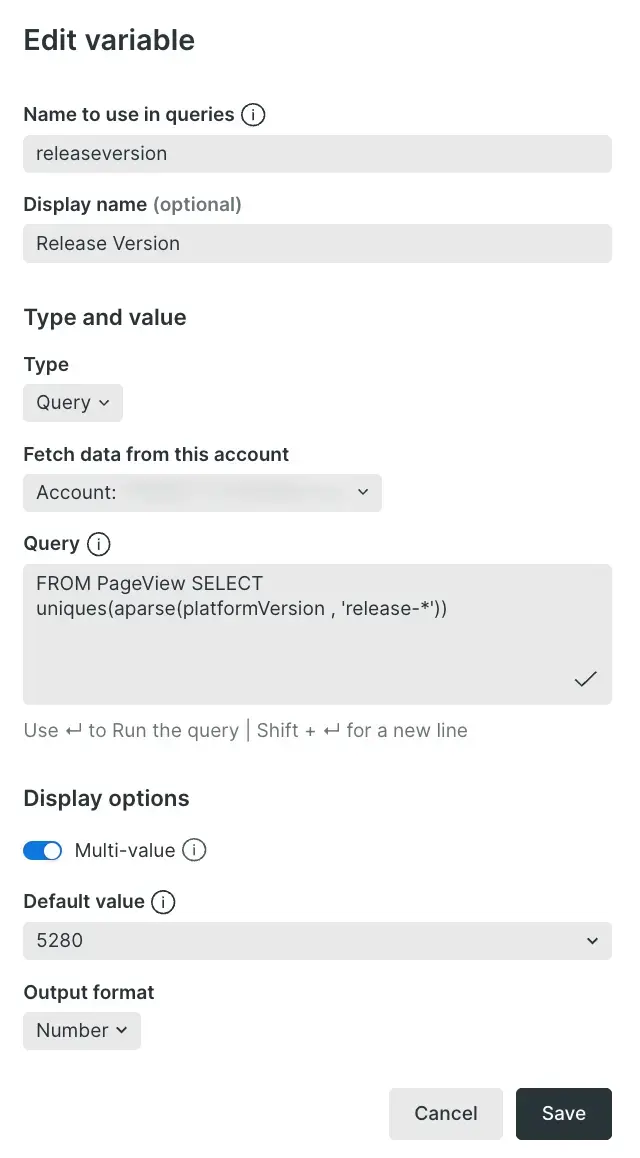 Edit variable
Name to use in queries
releaseversion
Display name (optional)
Release Version
Type and value
Type
Query
Fetch data from this account
Account:
Query
FROM PageView SELECT
uniques(aparse(platformVersion , 'release-*'))
Use ↵ to Run the query | Shift + ↵ for a new line
Display options
Multi-value
Default value
5280
Output format
Number
Cancel Save